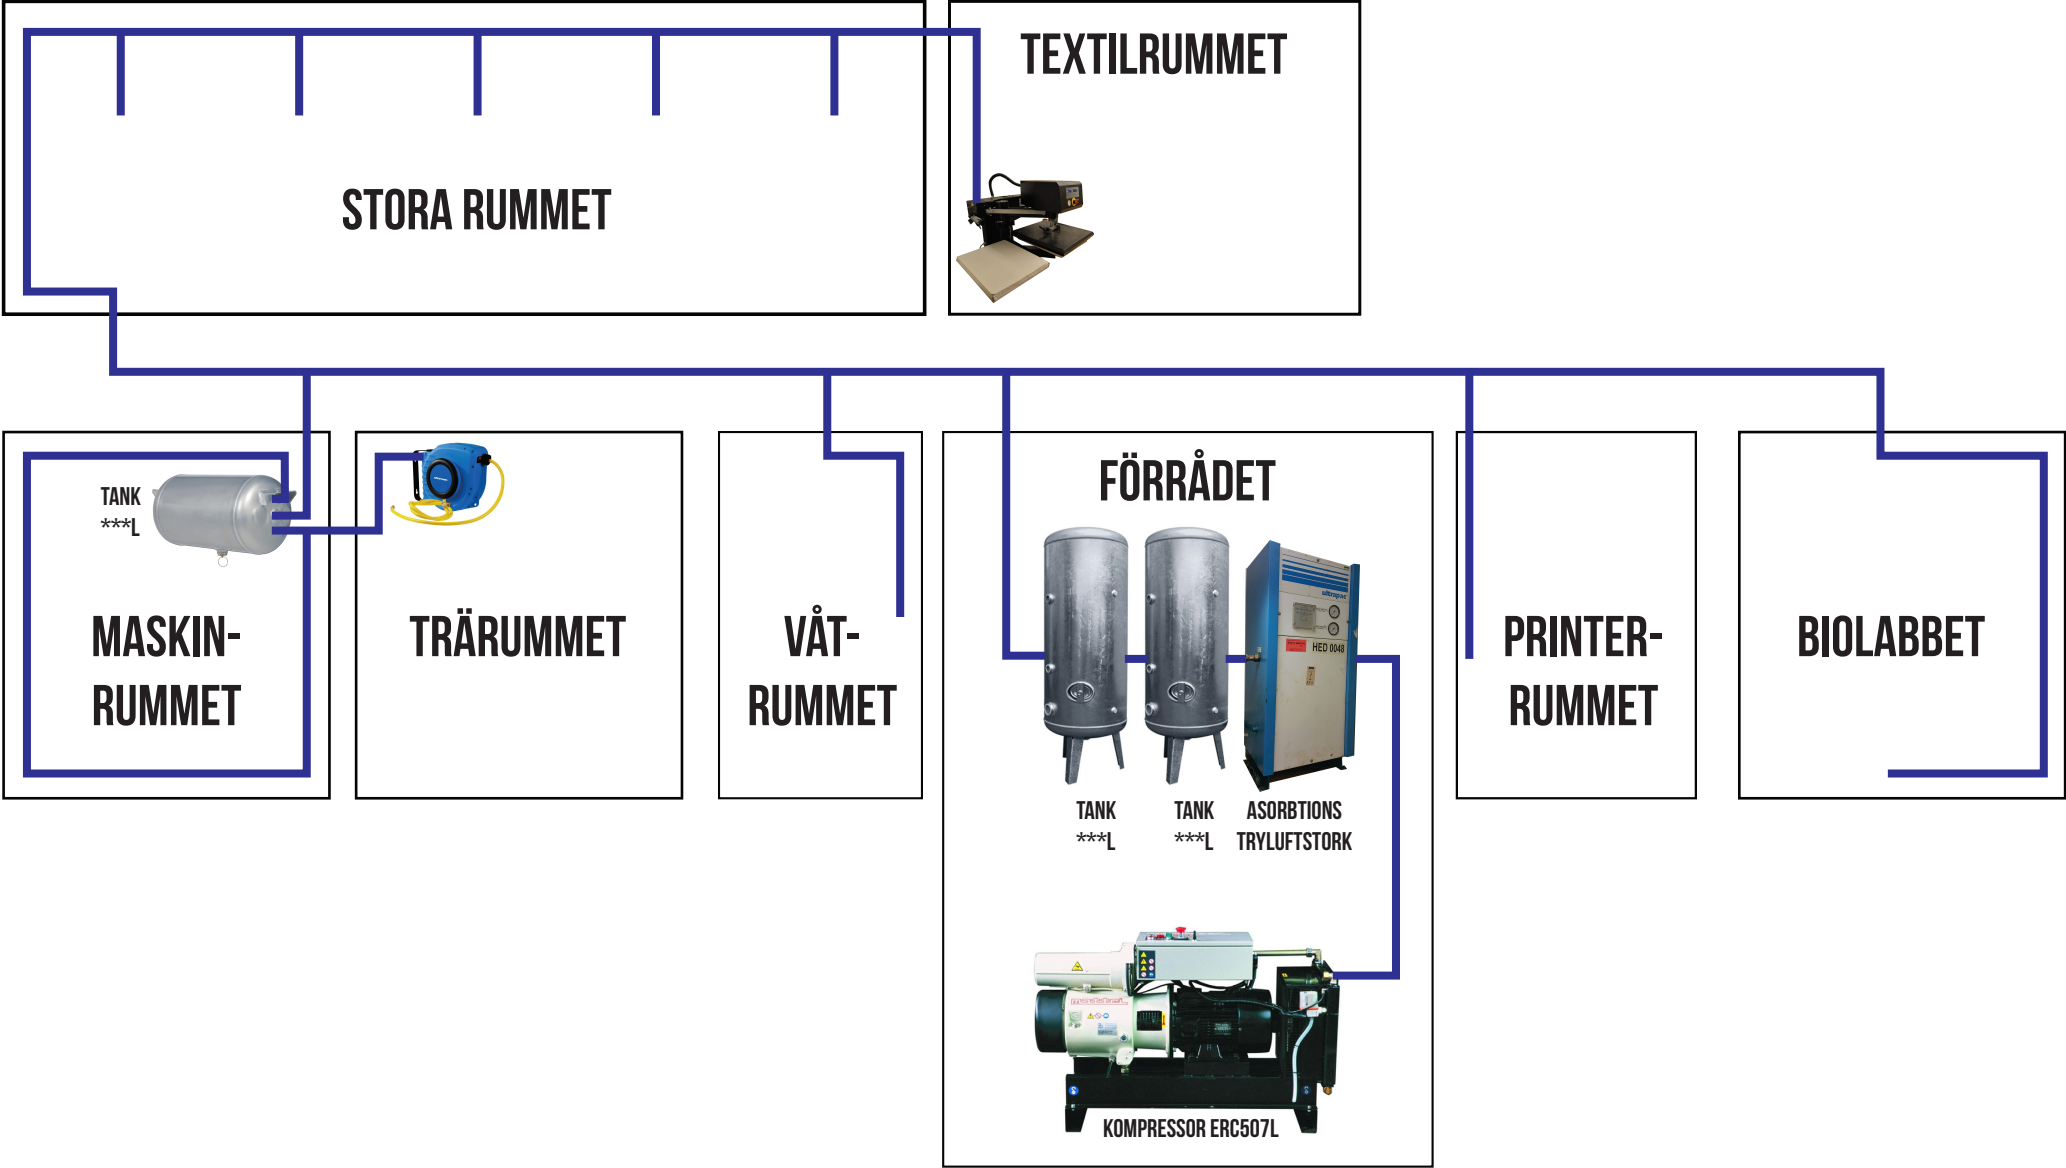 TEXTILRUMMET
STORA RUMMET
TANK
***L
MASKIN-
RUMMET
TRÄRUMMET
VÅT-
RUMMET
FÖRRÅDET
ultrapac
HED 0048
TANK
***L
TANK
***L
ASORBTIONS
TRYLUFTSTORK
KOMPRESSOR ERC507L
PRINTER-
RUMMET
BIOLABBET